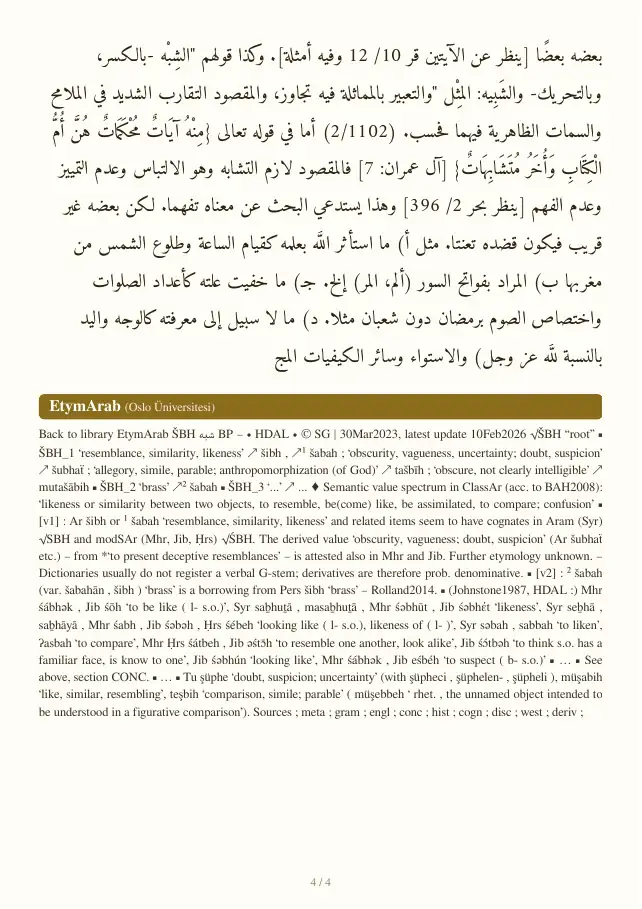 بعضه بعضًا [ينظر عن الآيتين قر 10/ 12 وفيه أمثلة]. وكذا قولهم "الشِبْه -بالكسر،
وبالتحريك- والشَبِيه: المِثْل "والتعبير بالمماثلة فيه تجاوز، والمقصود التقارب الشديد في الملامح
والسمات الظاهرية فيهما فحسب. (2/1102) أما في قوله تعالى {مِنْهُ آيَاتٌ مُحْكَمَاتٌ هُنَّ أُمُّ
الْكِتَابِ وَأُخَرُ مُتَشَابِهَاتٌ} [آل عمران: 7] فالمقصود لازم التشابه وهو الالتباس وعدم التمييز
وعدم الفهم [ينظر بحر 2/ 396] وهذا يستدعي البحث عن معناه تفهما. لكن بعضه غير
قريب فيكون قضده تعنتا. مثل أ) ما استأثر اللَّه بعلمه كقيام الساعة وطلوع الشمس من
مغربها ب) المراد بفواتح السور (ألم، المر) إلخ. جـ) ما خفيت علته كأعداد الصلوات
واختصاص الصوم برمضان دون شعبان مثلا. د) ما لا سبيل إلى معرفته كالوجه واليد
بالنسبة للَّه عز وجل) والاستواء وسائر الكيفيات المج
EtymArab (Oslo Üniversitesi)
Back to library EtymArab ŠBH شبه BP – • HDAL • © SG | 30Mar2023, latest update 10Feb2026 √ŠBH “root” ▪
ŠBH_1 ‘resemblance, similarity, likeness’ ↗ šibh , ↗¹ šabah ; ‘obscurity, vagueness, uncertainty; doubt, suspicion’
↗ šubhaẗ ; ‘allegory, simile, parable; anthropomorphization (of God)’ ↗ tašbīh ; ‘obscure, not clearly intelligible’ ↗
mutašābih ▪ ŠBH_2 ‘brass’ ↗² šabah ▪ ŠBH_3 ‘...’ ↗ ... ♦ Semantic value spectrum in ClassAr (acc. to BAH2008):
‘likeness or similarity between two objects, to resemble, be(come) like, be assimilated, to compare; confusion’ ▪
[v1] : Ar šibh or ¹ šabah ‘resemblance, similarity, likeness’ and related items seem to have cognates in Aram (Syr)
√SBH and modSAr (Mhr, Jib, Ḥrs) √ŚBH. The derived value ‘obscurity, vagueness; doubt, suspicion’ (Ar šubhaẗ
etc.) – from *‘to present deceptive resemblances’ – is attested also in Mhr and Jib. Further etymology unknown. –
Dictionaries usually do not register a verbal G-stem; derivatives are therefore prob. denominative. ▪ [v2] : ² šabah
(var. šabahān , šibh ) ‘brass’ is a borrowing from Pers šibh ‘brass’ – Rolland2014. ▪ (Johnstone1987, HDAL :) Mhr
śābhək , Jib śōh ‘to be like ( l- s.o.)’, Syr saḇhuṯā , masaḇhuṯā , Mhr śəbhūt , Jib śəbhɛ́t ‘likeness’, Syr seḇhā ,
saḇhāyā , Mhr śabh , Jib śəbəh , Ḥrs śébeh ‘looking like ( l- s.o.), likeness of ( l- )’, Syr səbah , sabbah ‘to liken’,
ʔasbah ‘to compare’, Mhr Ḥrs śátbeh , Jib əśtɔ̄h ‘to resemble one another, look alike’, Jib śɔ́tbəh ‘to think s.o. has a
familiar face, is know to one’, Jib śəbhún ‘looking like’, Mhr śābhək , Jib eśbéh ‘to suspect ( b- s.o.)’ ▪ … ▪ See
above, section CONC. ▪ … ▪ Tu şüphe ‘doubt, suspicion; uncertainty’ (with şüpheci , şüphelen- , şüpheli ), müşabih
‘like, similar, resembling’, teşbih ‘comparison, simile; parable’ ( müşebbeh ‘ rhet. , the unnamed object intended to
be understood in a figurative comparison’). Sources ; meta ; gram ; engl ; conc ; hist ; cogn ; disc ; west ; deriv ;
4 / 4